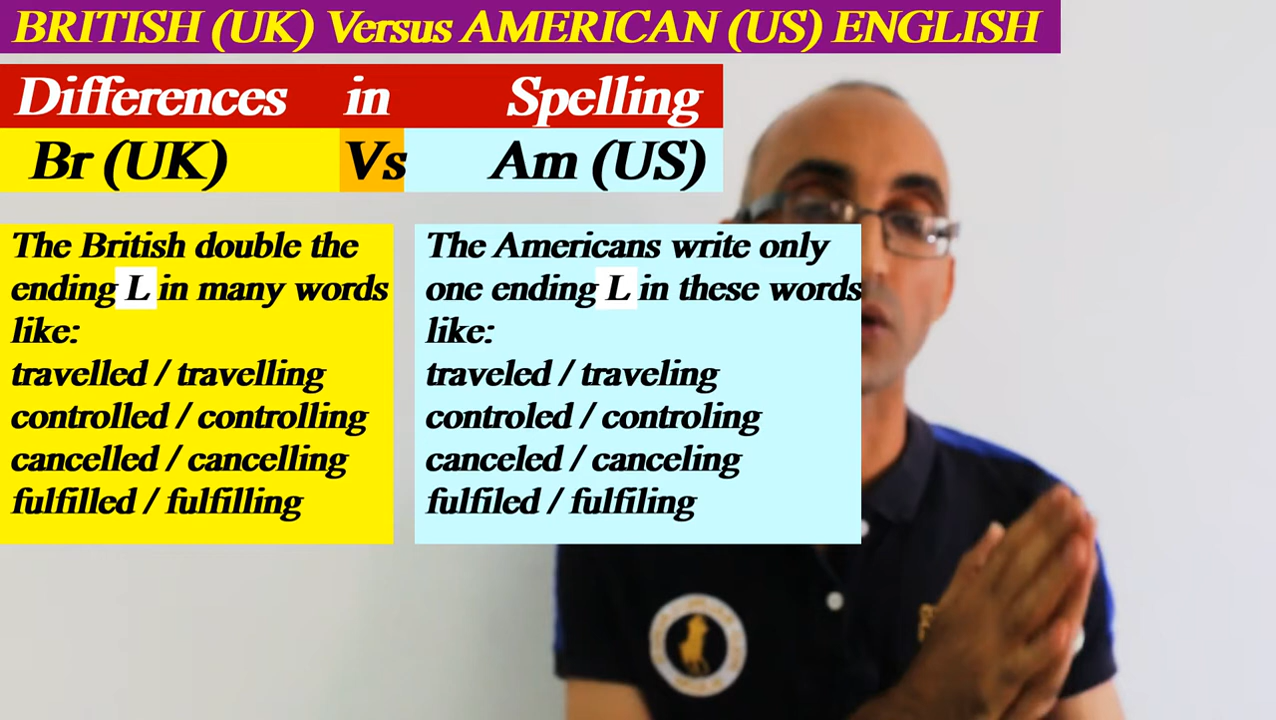 BRITISH (UK) Versus AMERICAN (US) ENGLISH
Differences in Spelling
Br (UK) Vs Am (US)
The British double the
ending L in many words
like:
travelled / travelling
controlled / controlling
cancelled / cancelling
fulfilled / fulfilling
The Americans write only
one ending L in these words
like:
traveled / traveling
controled / controling
canceled / canceling
fulfiled / fulfiling